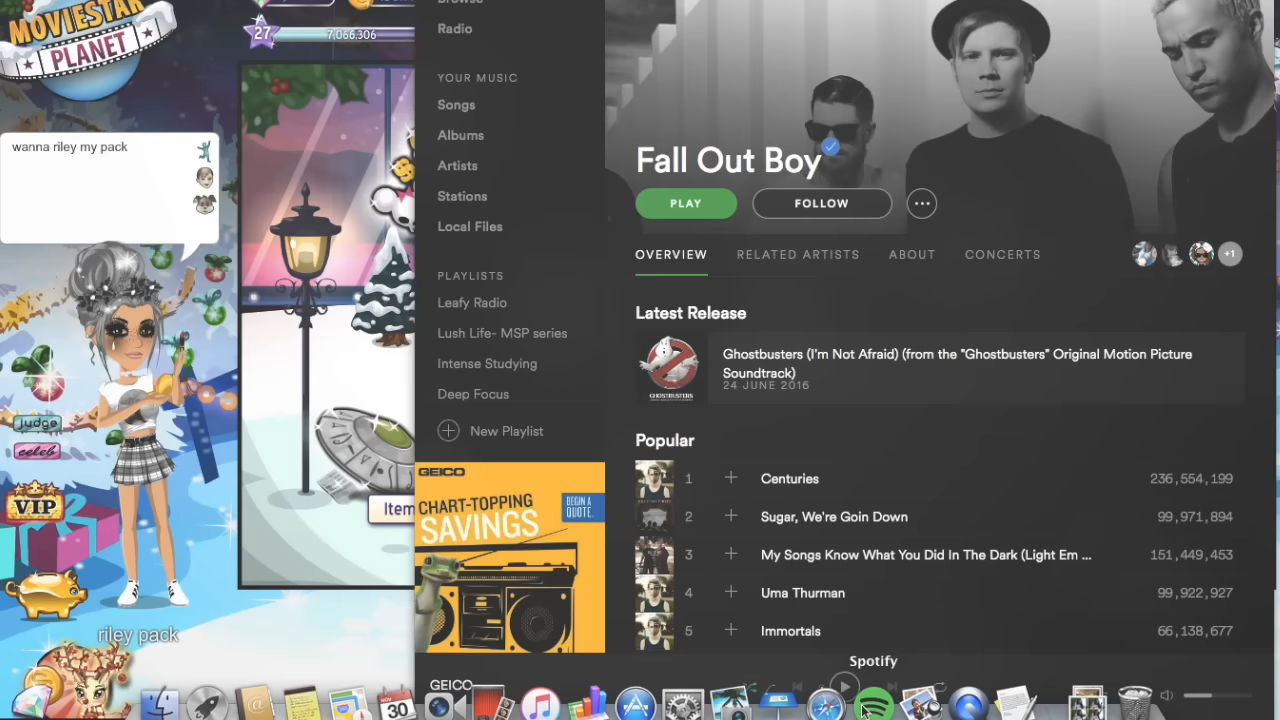 MOVIESTAR
PLANET
27
7,066,306
wanna riley my pack
judge
celeb
VIP
riley pack
Item
Browse
Radio
YOUR MUSIC
Songs
Albums
Artists
Stations
Local Files
PLAYLISTS
Leafy Radio
Lush Life- MSP series
Intense Studying
Deep Focus
New Playlist
GEICO
CHART-TOPPING
SAVINGS
BEGIN A
QUOTE.
GEICO
Fall Out Boy
PLAY
FOLLOW
OVERVIEW
RELATED ARTISTS
ABOUT
CONCERTS
+1
Latest Release
GHOSTBUSTERS
Ghostbusters (I'm Not Afraid) (from the "Ghostbusters" Original Motion Picture
Soundtrack)
24 JUNE 2016
Popular
1 Centuries 236,554,199
2 Sugar, We're Goin Down 99,971,894
3 My Songs Know What You Did In The Dark (Light Em ... 151,449,453
4 Uma Thurman 99,922,927
5 Immortals 66,138,677
Spotify
NOV
30